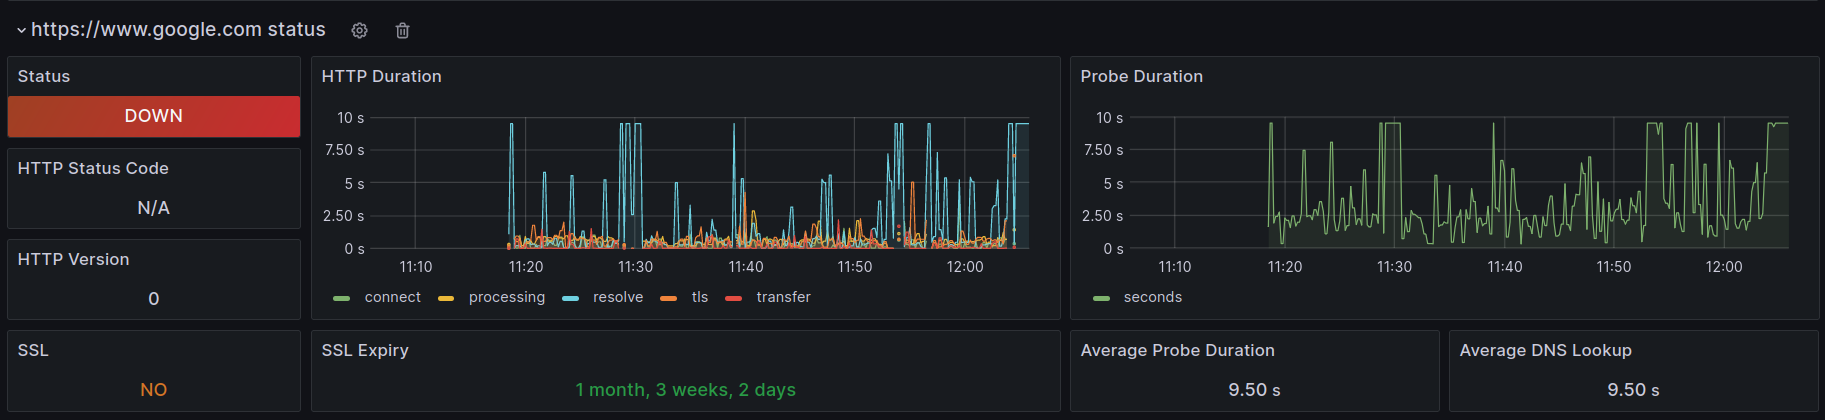 https://www.google.com status
Status
DOWN
HTTP Status Code
N/A
HTTP Version
0
SSL
NO
HTTP Duration
10 s
7.50 s
5 s
2.50 s
0 s
11:10 11:20 11:30 11:40 11:50 12:00
connect processing resolve tls transfer
Probe Duration
10 s
7.50 s
5 s
2.50 s
0 s
11:10 11:20 11:30 11:40 11:50 12:00
seconds
SSL Expiry
1 month, 3 weeks, 2 days
Average Probe Duration
9.50 s
Average DNS Lookup
9.50 s